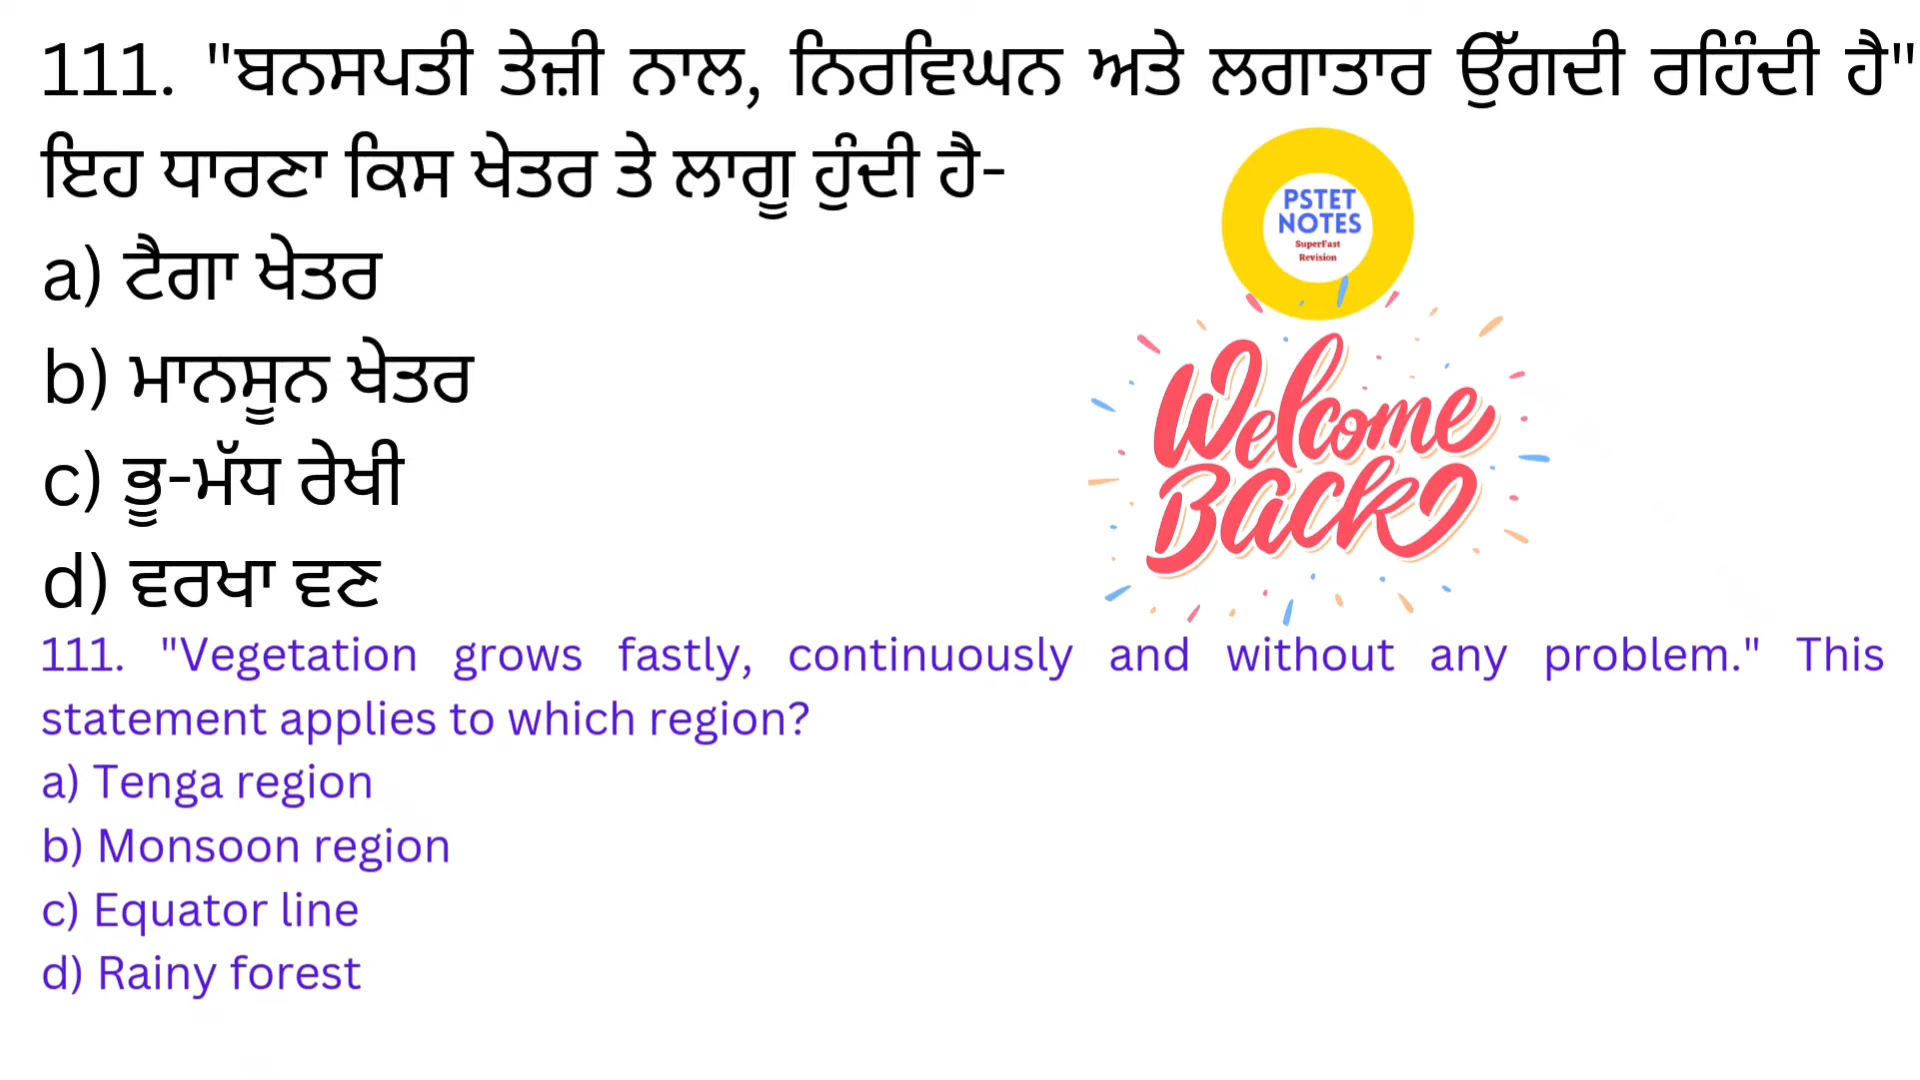 111. "ਬਨਸਪਤੀ ਤੇਜ਼ੀ ਨਾਲ, ਨਿਰਵਿਘਨ ਅਤੇ ਲਗਾਤਾਰ ਉੱਗਦੀ ਰਹਿੰਦੀ ਹੈ"
ਇਹ ਧਾਰਣਾ ਕਿਸ ਖੇਤਰ ਤੇ ਲਾਗੂ ਹੁੰਦੀ ਹੈ-
a) ਟੈਗਾ ਖੇਤਰ
b) ਮਾਨਸੂਨ ਖੇਤਰ
c) ਭੂ-ਮੱਧ ਰੇਖੀ
d) ਵਰਖਾ ਵਣ
PSTET
NOTES
SuperFast
Revision
Welcome
Back
111. "Vegetation grows fastly, continuously and without any problem." This
statement applies to which region?
a) Tenga region
b) Monsoon region
c) Equator line
d) Rainy forest